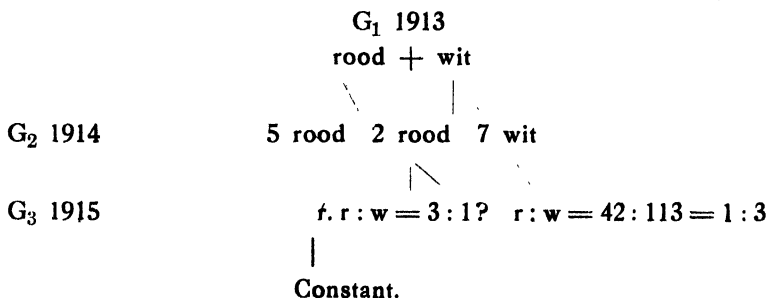 G₁ 1913
rood + wit
G₂ 1914 5 rood 2 rood 7 wit
G₃ 1915 r. r : w = 3 : 1? r : w = 42 : 113 = 1 : 3
Constant.